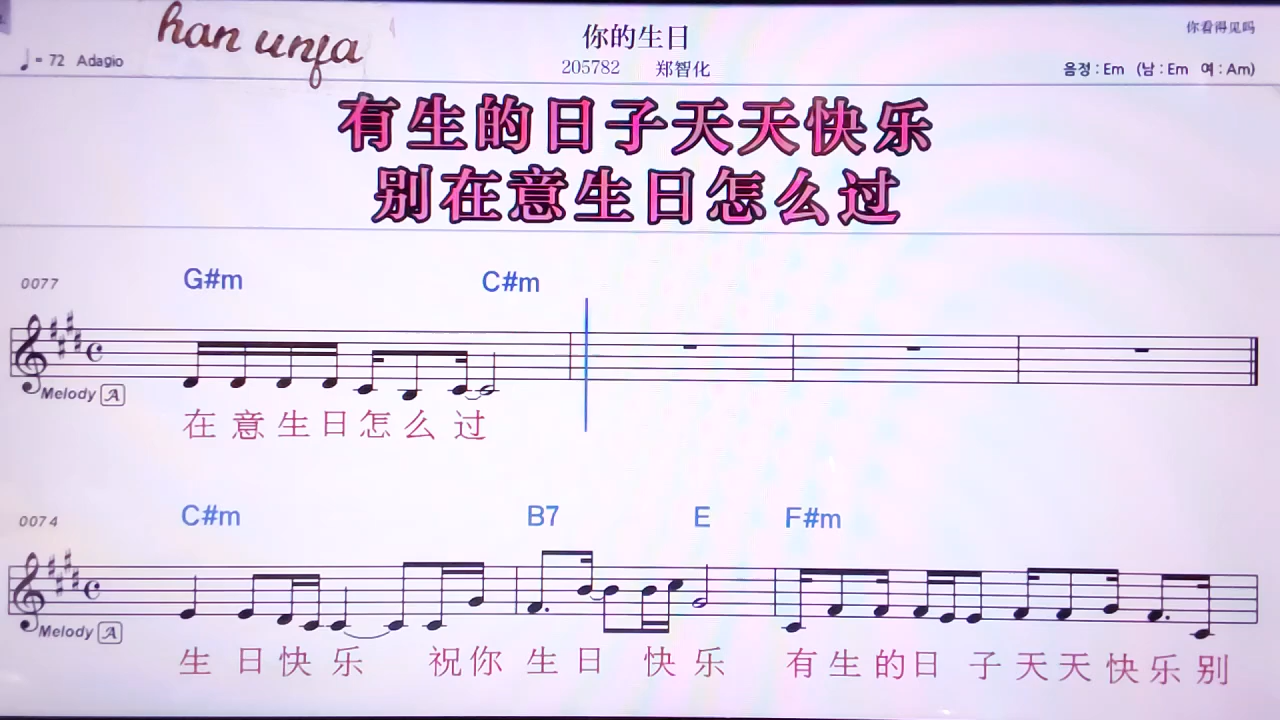 han unfa
你的生日
你看得见吗
♩= 72 Adagio
205782 郑智化
음정 : Em (남 : Em 여 : Am)
有生的日子天天快乐
别在意生日怎么过
0077
G#m C#m
Melody A
在意生日怎么过
0074
C#m B7 E F#m
Melody A
生日快乐 祝你生日快乐 有生的日子天天快乐别